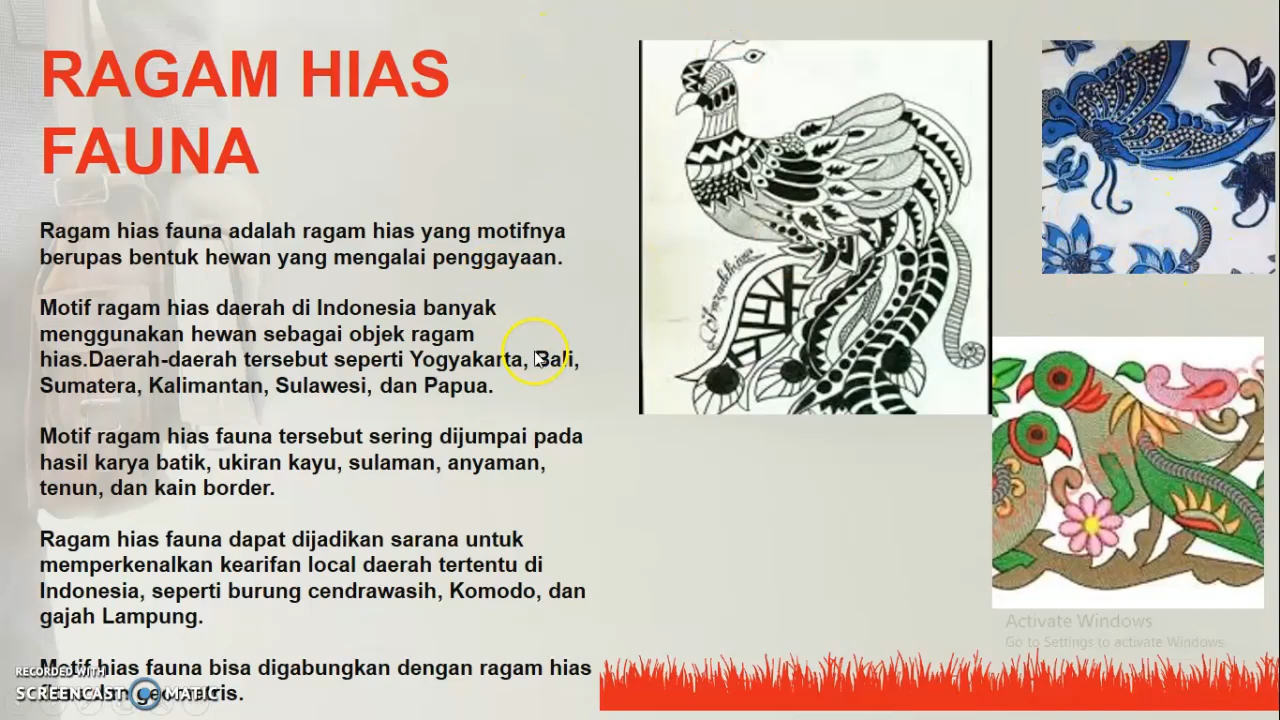 RAGAM HIAS
FAUNA
Ragam hias fauna adalah ragam hias yang motifnya
berupas bentuk hewan yang mengalai penggayaan.
Motif ragam hias daerah di Indonesia banyak
menggunakan hewan sebagai objek ragam
hias.Daerah-daerah tersebut seperti Yogyakarta, Bali,
Sumatera, Kalimantan, Sulawesi, dan Papua.
Motif ragam hias fauna tersebut sering dijumpai pada
hasil karya batik, ukiran kayu, sulaman, anyaman,
tenun, dan kain border.
Ragam hias fauna dapat dijadikan sarana untuk
memperkenalkan kearifan local daerah tertentu di
Indonesia, seperti burung cendrawasih, Komodo, dan
gajah Lampung.
Motif hias fauna bisa digabungkan dengan ragam hias
Activate Windows
Go to Settings to activate Windows.
RECORDED WITH
SCREENCAST MATIC